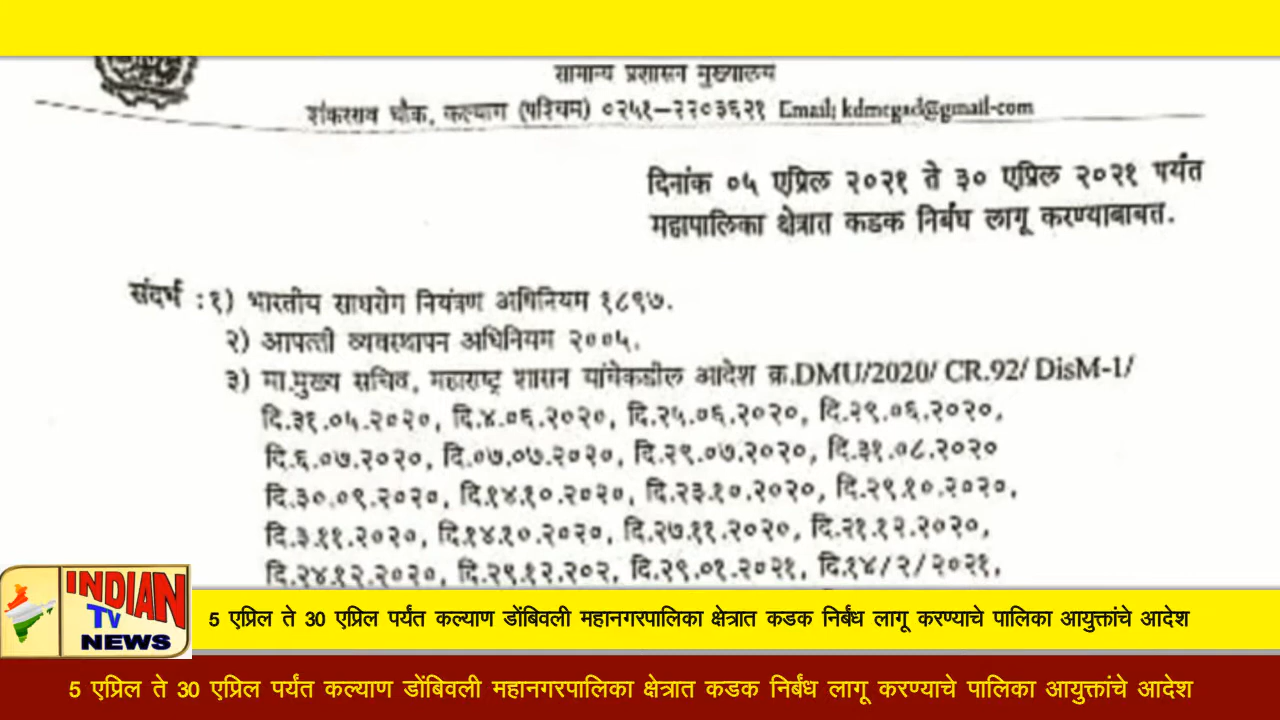 सामान्य प्रशासन मुख्यालय
शंकरराव चौक, कल्याण (पश्चिम) ०२५१-२२०३६२१ Email; kdmcgad@gmail-com
दिनांक ०५ एप्रिल २०२१ ते ३० एप्रिल २०२१ पर्यंत
महापालिका क्षेत्रात कडक निर्बंध लागू करण्याबाबत.
संदर्भ : १) भारतीय साथरोग नियंत्रण अधिनियम १८९७.
२) आपत्ती व्यवस्थापन अधिनियम २००५.
३) मा.मुख्य सचिव, महाराष्ट्र शासन यांचेकडील आदेश क्र.DMU/2020/ CR.92/ DisM-1/
दि.३१.०५.२०२०, दि.४.०६.२०२०, दि.२५.०६.२०२०, दि.२९.०६.२०२०,
दि.६.०७.२०२०, दि.०७.०७.२०२०, दि.२९.०७.२०२०, दि.३१.०८.२०२०
दि.३०.०९.२०२०, दि.१४.१०.२०२०, दि.२३.१०.२०२०, दि.२९.१०.२०२०,
दि.३.११.२०२०, दि.१४.१०.२०२०, दि.२७.११.२०२०, दि.२१.१२.२०२०,
दि.२४.१२.२०२०, दि.२९.१२.२०२, दि.२९.०१.२०२१, दि.१४/२/२०२१,
INDIAN
TV
NEWS
5 एप्रिल ते 30 एप्रिल पर्यंत कल्याण डोंबिवली महानगरपालिका क्षेत्रात कडक निर्बंध लागू करण्याचे पालिका आयुक्तांचे आदेश
5 एप्रिल ते 30 एप्रिल पर्यंत कल्याण डोंबिवली महानगरपालिका क्षेत्रात कडक निर्बंध लागू करण्याचे पालिका आयुक्तांचे आदेश